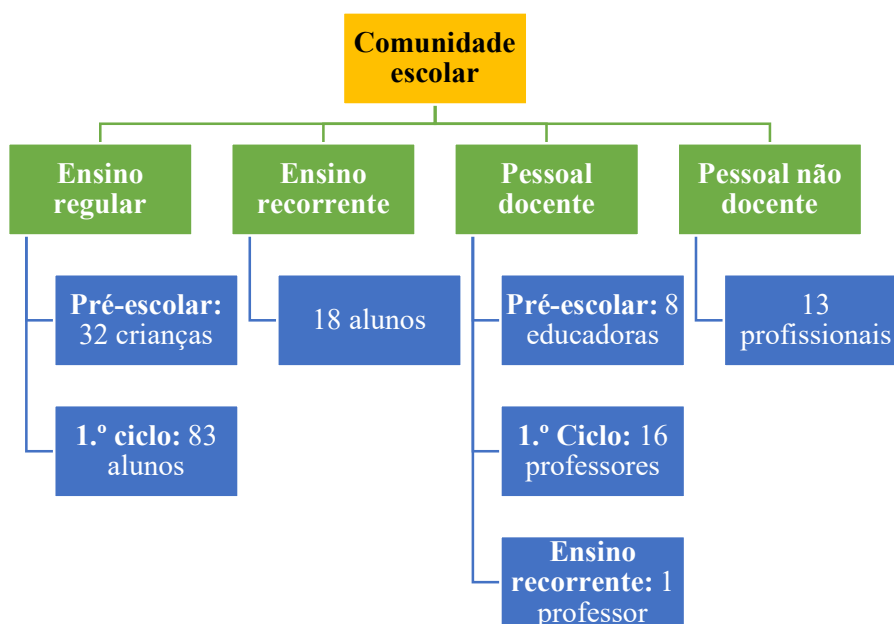 Comunidade
escolar
Ensino
regular
Ensino
recorrente
Pessoal
docente
Pessoal não
docente
Pré-escolar:
32 crianças
18 alunos
Pré-escolar: 8
educadoras
13
profissionais
1.º ciclo: 83
alunos
1.º Ciclo: 16
professores
Ensino
recorrente: 1
professor